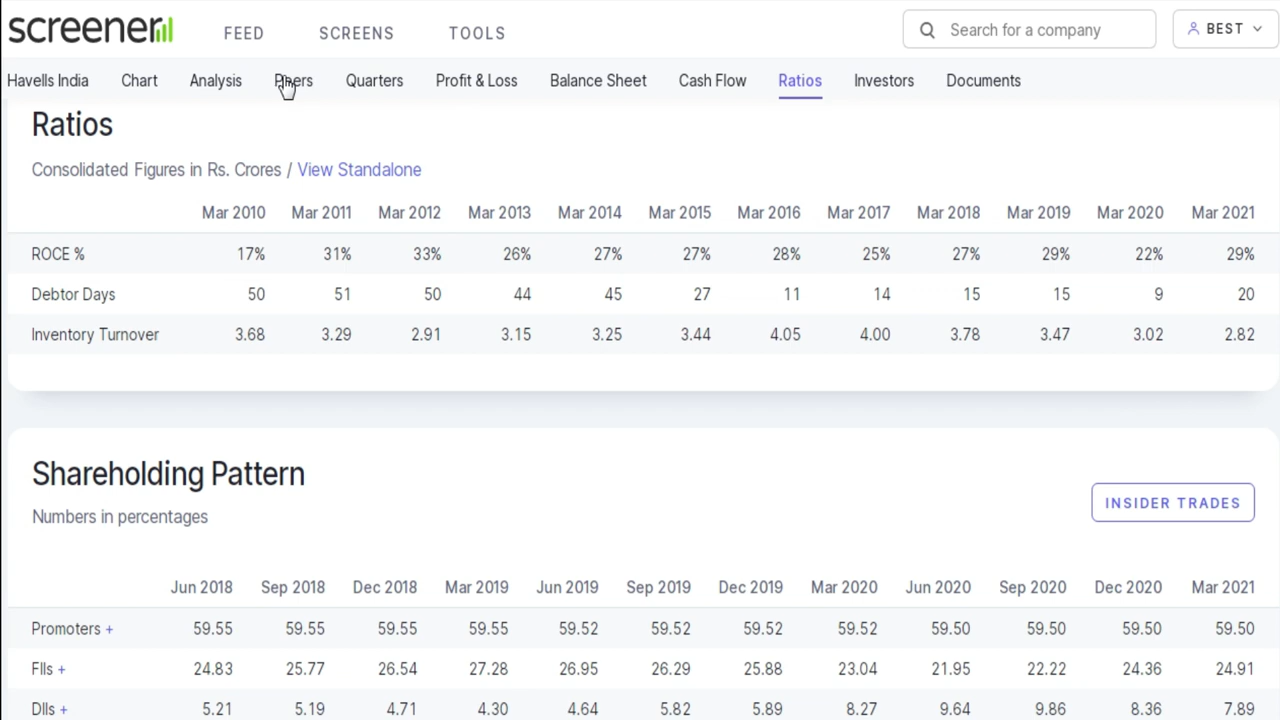 screener FEED SCREENS TOOLS Search for a company BEST
Havells India Chart Analysis Peers Quarters Profit & Loss Balance Sheet Cash Flow Ratios Investors Documents
Ratios
Consolidated Figures in Rs. Crores / View Standalone
Mar 2010 Mar 2011 Mar 2012 Mar 2013 Mar 2014 Mar 2015 Mar 2016 Mar 2017 Mar 2018 Mar 2019 Mar 2020 Mar 2021
ROCE % 17% 31% 33% 26% 27% 27% 28% 25% 27% 29% 22% 29%
Debtor Days 50 51 50 44 45 27 11 14 15 15 9 20
Inventory Turnover 3.68 3.29 2.91 3.15 3.25 3.44 4.05 4.00 3.78 3.47 3.02 2.82
Shareholding Pattern
INSIDER TRADES
Numbers in percentages
Jun 2018 Sep 2018 Dec 2018 Mar 2019 Jun 2019 Sep 2019 Dec 2019 Mar 2020 Jun 2020 Sep 2020 Dec 2020 Mar 2021
Promoters + 59.55 59.55 59.55 59.55 59.52 59.52 59.52 59.52 59.50 59.50 59.50 59.50
FIIs + 24.83 25.77 26.54 27.28 26.95 26.29 25.88 23.04 21.95 22.22 24.36 24.91
DIIs + 5.21 5.19 4.71 4.30 4.64 5.82 5.89 8.27 9.64 9.86 8.36 7.89